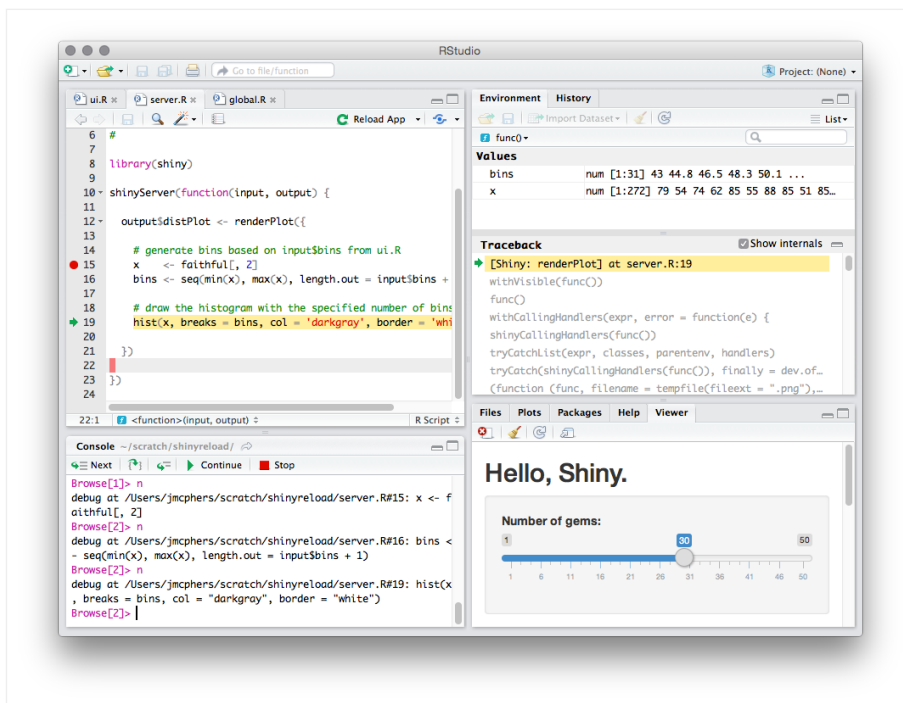 RStudio
Go to file/function
Project: (None)
ui.R × server.R × global.R ×
Reload App
6 #
7
8 library(shiny)
9
10 shinyServer(function(input, output) {
11
12 output$distPlot <- renderPlot({
13
14 # generate bins based on input$bins from ui.R
15 x <- faithful[, 2]
16 bins <- seq(min(x), max(x), length.out = input$bins +
17
18 # draw the histogram with the specified number of bins
19 hist(x, breaks = bins, col = 'darkgray', border = 'whi
20
21 })
22
23 })
24
22:1 <function>(input, output) R Script
Console ~/scratch/shinyreload/
Next Continue Stop
Browse[1]> n
debug at /Users/jmcphers/scratch/shinyreload/server.R#15: x <- f
aithful[, 2]
Browse[2]> n
debug at /Users/jmcphers/scratch/shinyreload/server.R#16: bins <
- seq(min(x), max(x), length.out = input$bins + 1)
Browse[2]> n
debug at /Users/jmcphers/scratch/shinyreload/server.R#19: hist(x
, breaks = bins, col = "darkgray", border = "white")
Browse[2]>
Environment History
Import Dataset List
func()
Values
bins num [1:31] 43 44.8 46.5 48.3 50.1 ...
x num [1:272] 79 54 74 62 85 55 88 85 51 85…
Traceback Show internals
[Shiny: renderPlot] at server.R:19
withVisible(func())
func()
withCallingHandlers(expr, error = function(e) {
shinyCallingHandlers(func())
tryCatchList(expr, classes, parentenv, handlers)
tryCatch(shinyCallingHandlers(func()), finally = dev.of…
(function (func, filename = tempfile(fileext = ".png"),…
Files Plots Packages Help Viewer
Hello, Shiny.
Number of gems:
1 30 50
1 6 11 16 21 26 31 36 41 46 50